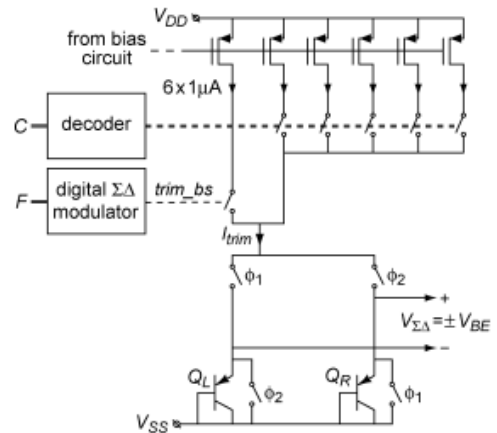 V_DD
from bias
circuit
6 x 1μA
C
decoder
F
digital ΣΔ
modulator
trim_bs
I_trim
ϕ1
ϕ2
+
V_ΣΔ=±V_BE
−
Q_L
ϕ2
Q_R
ϕ1
V_SS